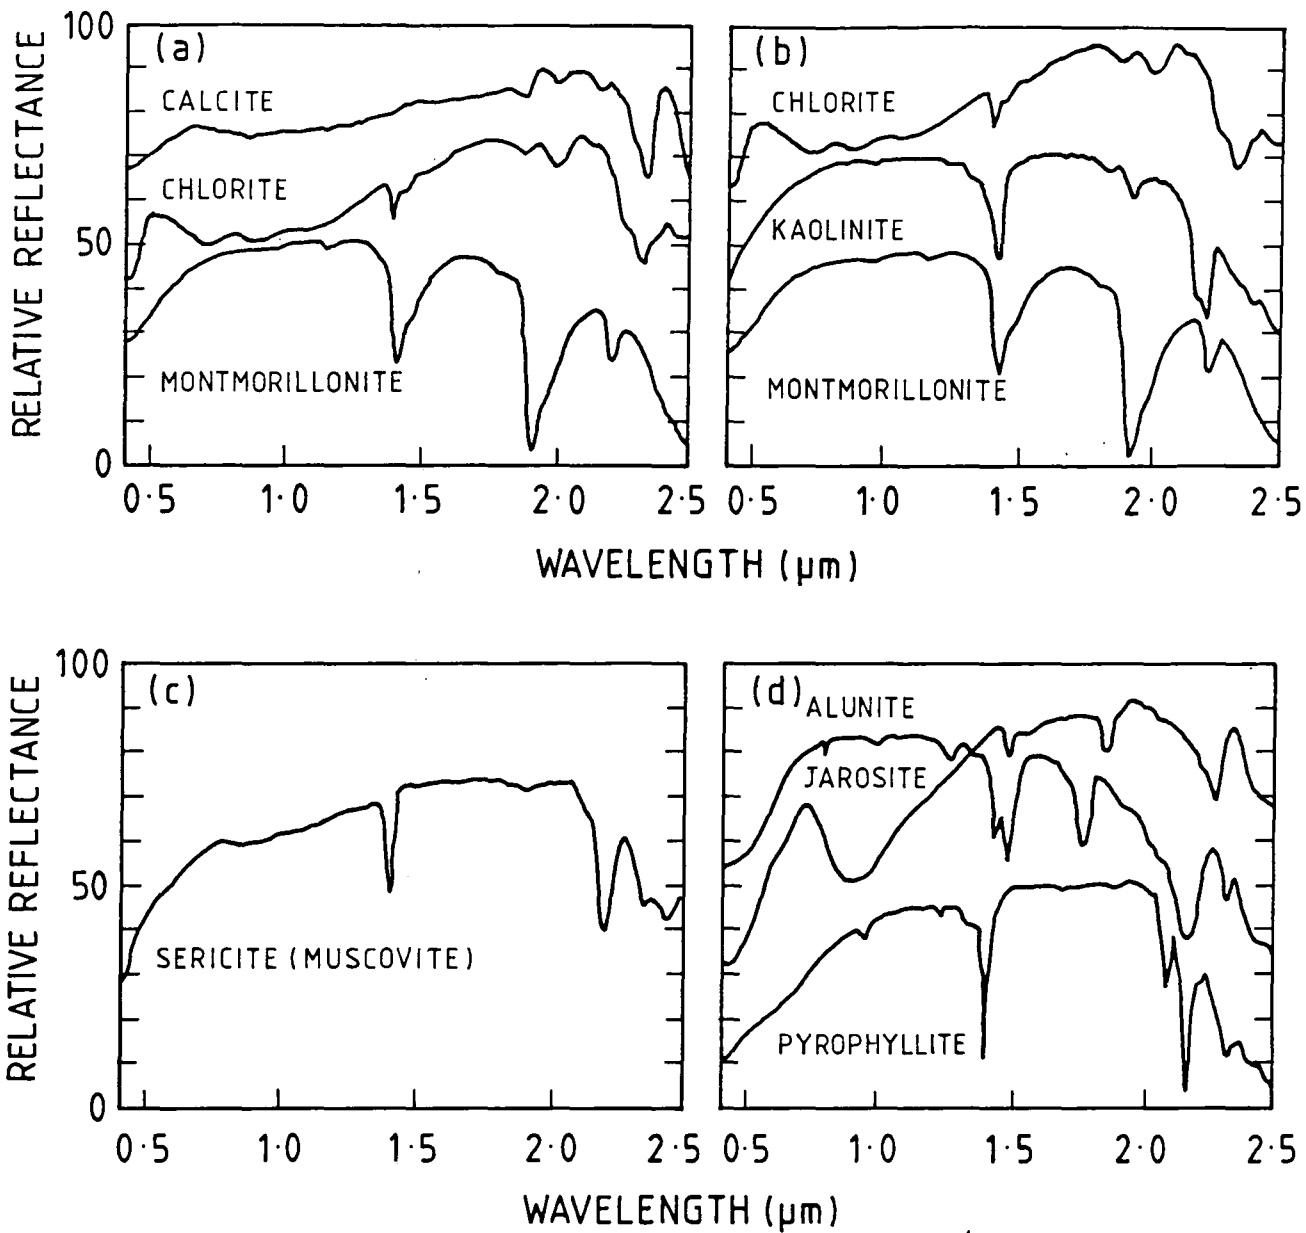 RELATIVE REFLECTANCE
100
50
0
(a)
CALCITE
CHLORITE
MONTMORILLONITE
0·5 1·0 1·5 2·0 2·5
(b)
CHLORITE
KAOLINITE
MONTMORILLONITE
0·5 1·0 1·5 2·0 2·5
WAVELENGTH (µm)
RELATIVE REFLECTANCE
100
50
0
(c)
SERICITE (MUSCOVITE)
0·5 1·0 1·5 2·0 2·5
(d)
ALUNITE
JAROSITE
PYROPHYLLITE
0·5 1·0 1·5 2·0 2·5
WAVELENGTH (µm)